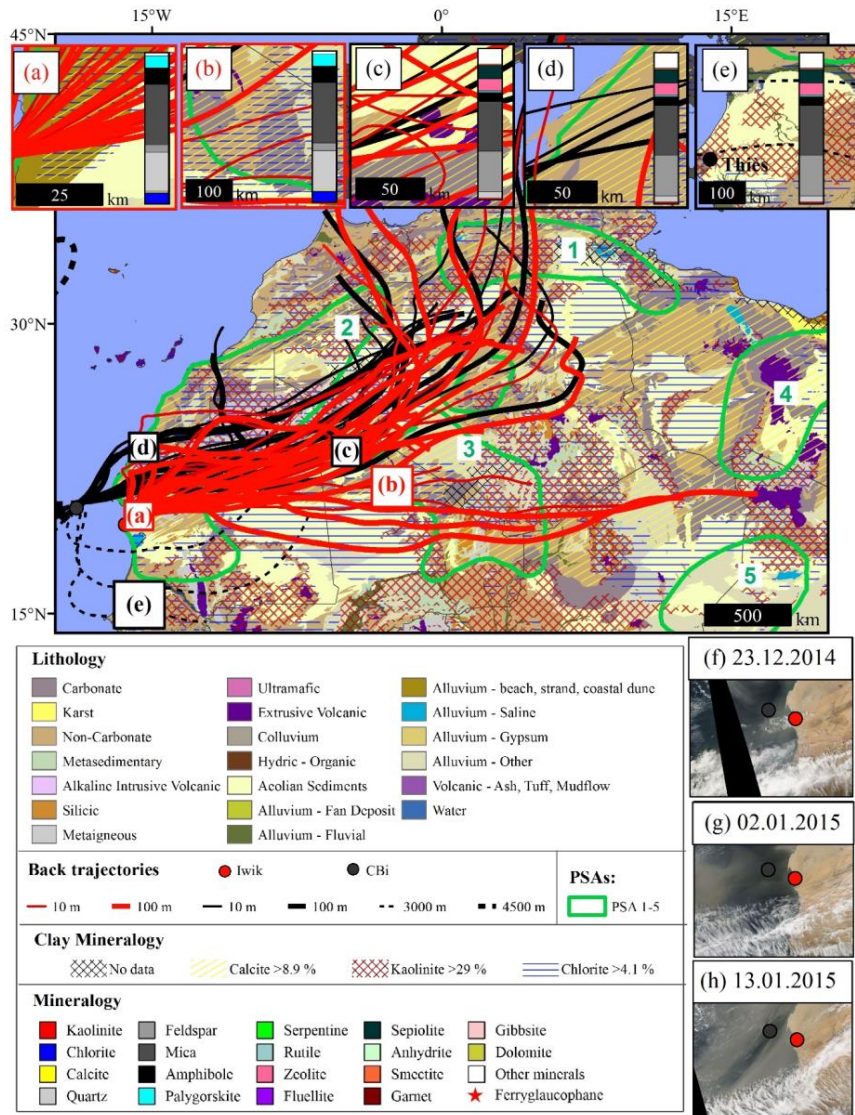 15°W 0° 15°E
45°N
(a) (b) (c) (d) (e)
Thiès
25 km 100 km 50 km 50 km 100 km
1
30°N
2
4
(d) (c) 3
(b)
(a)
(e) 5
15°N
500 km
Lithology
Carbonate Ultramafic Alluvium - beach, strand, coastal dune
Karst Extrusive Volcanic Alluvium - Saline
Non-Carbonate Colluvium Alluvium - Gypsum
Metasedimentary Hydric - Organic Alluvium - Other
Alkaline Intrusive Volcanic Aeolian Sediments Volcanic - Ash, Tuff, Mudflow
Silicic Alluvium - Fan Deposit Water
Metaigneous Alluvium - Fluvial
Back trajectories Iwik CBi PSAs:
10 m 100 m 10 m 100 m 3000 m 4500 m PSA 1-5
Clay Mineralogy
No data Calcite >8.9 % Kaolinite >29 % Chlorite >4.1 %
Mineralogy
Kaolinite Feldspar Serpentine Sepiolite Gibbsite
Chlorite Mica Rutile Anhydrite Dolomite
Calcite Amphibole Zeolite Smectite Other minerals
Quartz Palygorskite Fluellite Garnet Ferryglaucophane
(f) 23.12.2014
(g) 02.01.2015
(h) 13.01.2015